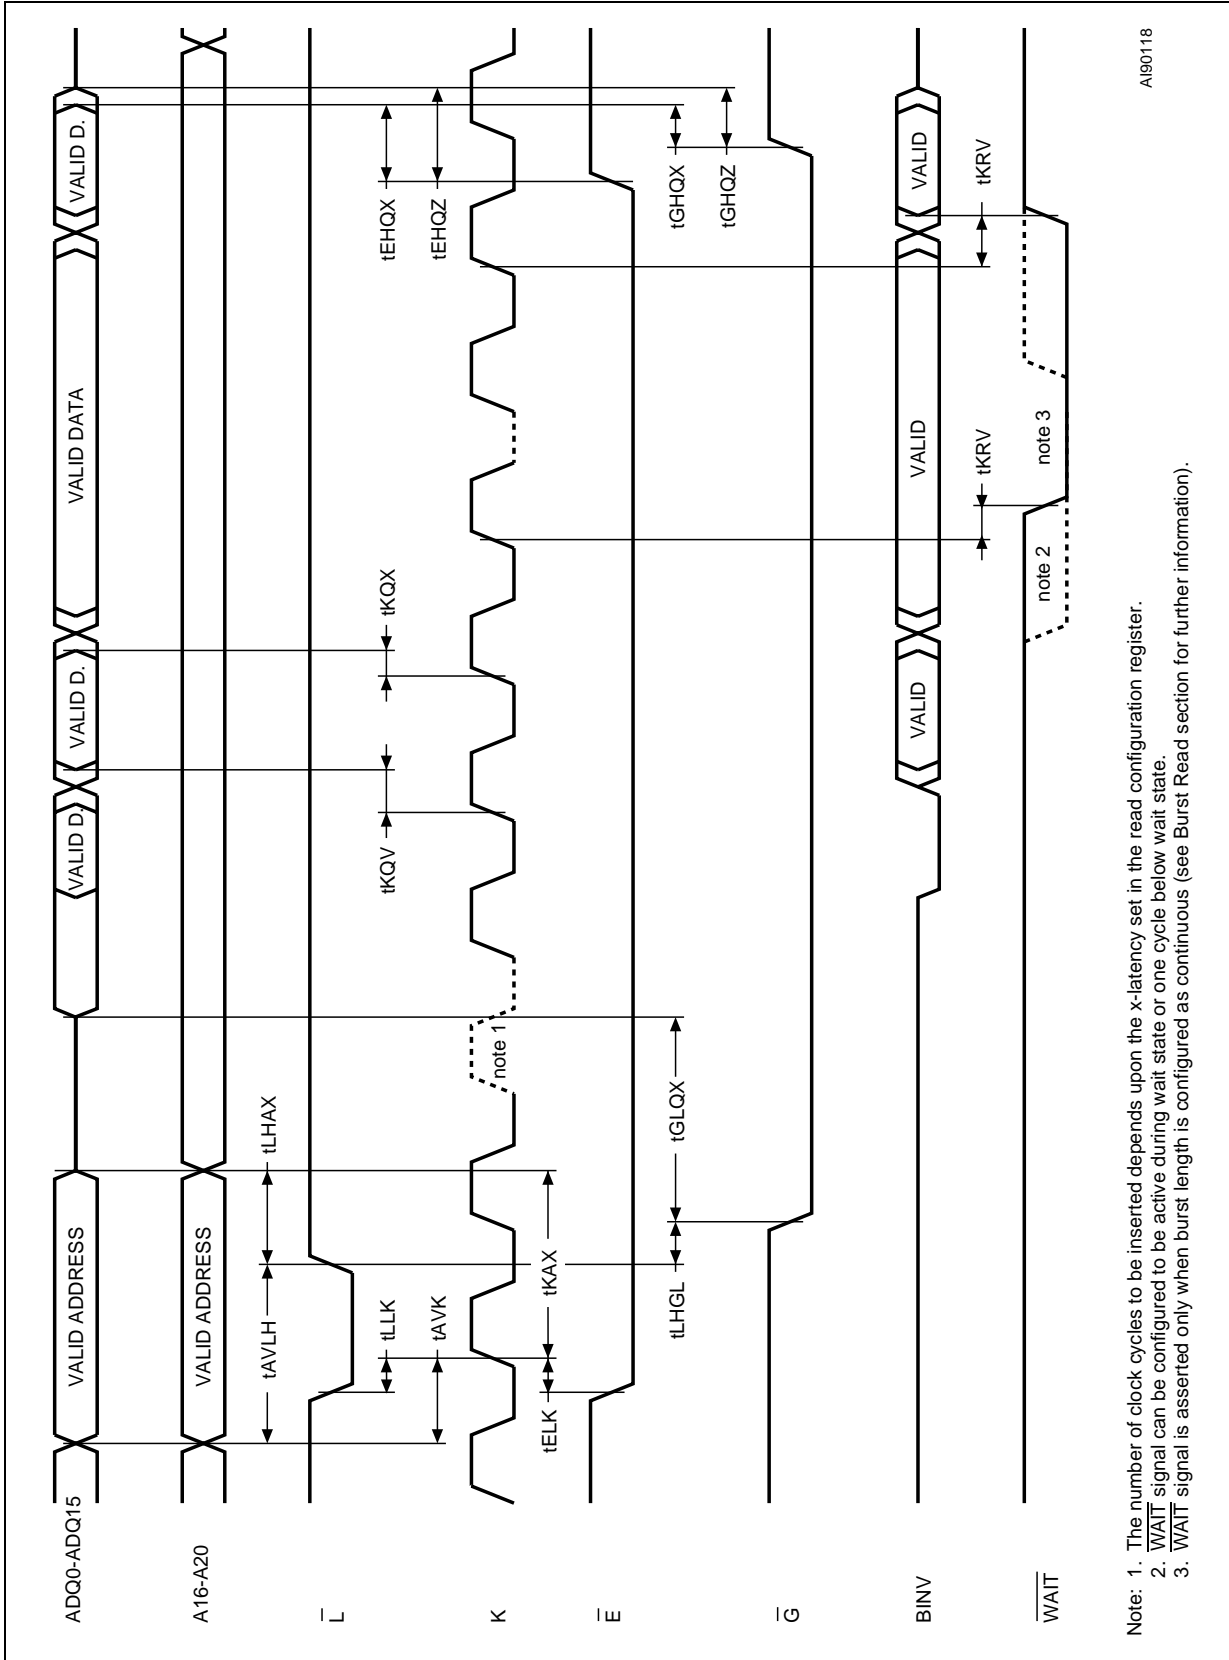 ADQ0-ADQ15
VALID ADDRESS
VALID D.
VALID D.
VALID DATA
VALID D.
A16-A20
VALID ADDRESS
tAVLH
tLHAX
L
tLLK
tKQV
tKQX
tEHQX
tAVK
tEHQZ
K
note 1
tELK
tKAX
E
tLHGL
tGLQX
tGHQX
tGHQZ
G
BINV
VALID
VALID
VALID
tKRV
tKRV
WAIT
note 2
note 3
Note: 1. The number of clock cycles to be inserted depends upon the x-latency set in the read configuration register.
2. WAIT signal can be configured to be active during wait state or one cycle below wait state.
3. WAIT signal is asserted only when burst length is configured as continuous (see Burst Read section for further information).
AI90118